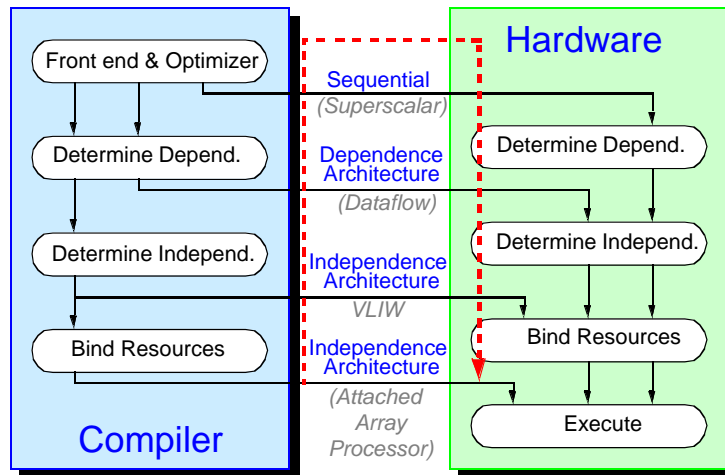 Front end & Optimizer
Determine Depend.
Determine Independ.
Bind Resources
Compiler
Sequential
(Superscalar)
Dependence
Architecture
(Dataflow)
Independence
Architecture
VLIW
Independence
Architecture
(Attached
Array
Processor)
Hardware
Determine Depend.
Determine Independ.
Bind Resources
Execute